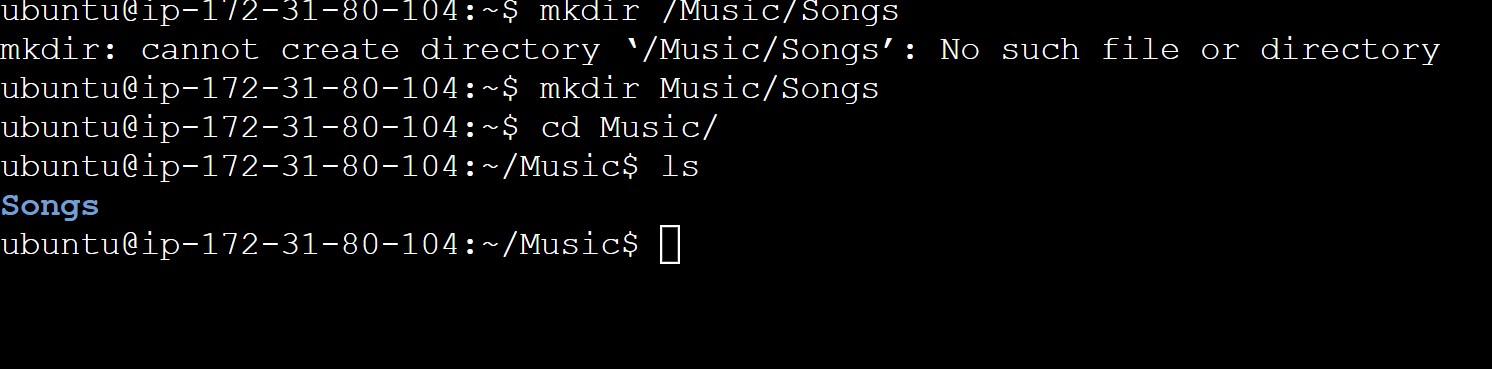 ubuntu@ip-172-31-80-104:~$ mkdir /Music/Songs
mkdir: cannot create directory ‘/Music/Songs’: No such file or directory
ubuntu@ip-172-31-80-104:~$ mkdir Music/Songs
ubuntu@ip-172-31-80-104:~$ cd Music/
ubuntu@ip-172-31-80-104:~/Music$ ls
Songs
ubuntu@ip-172-31-80-104:~/Music$